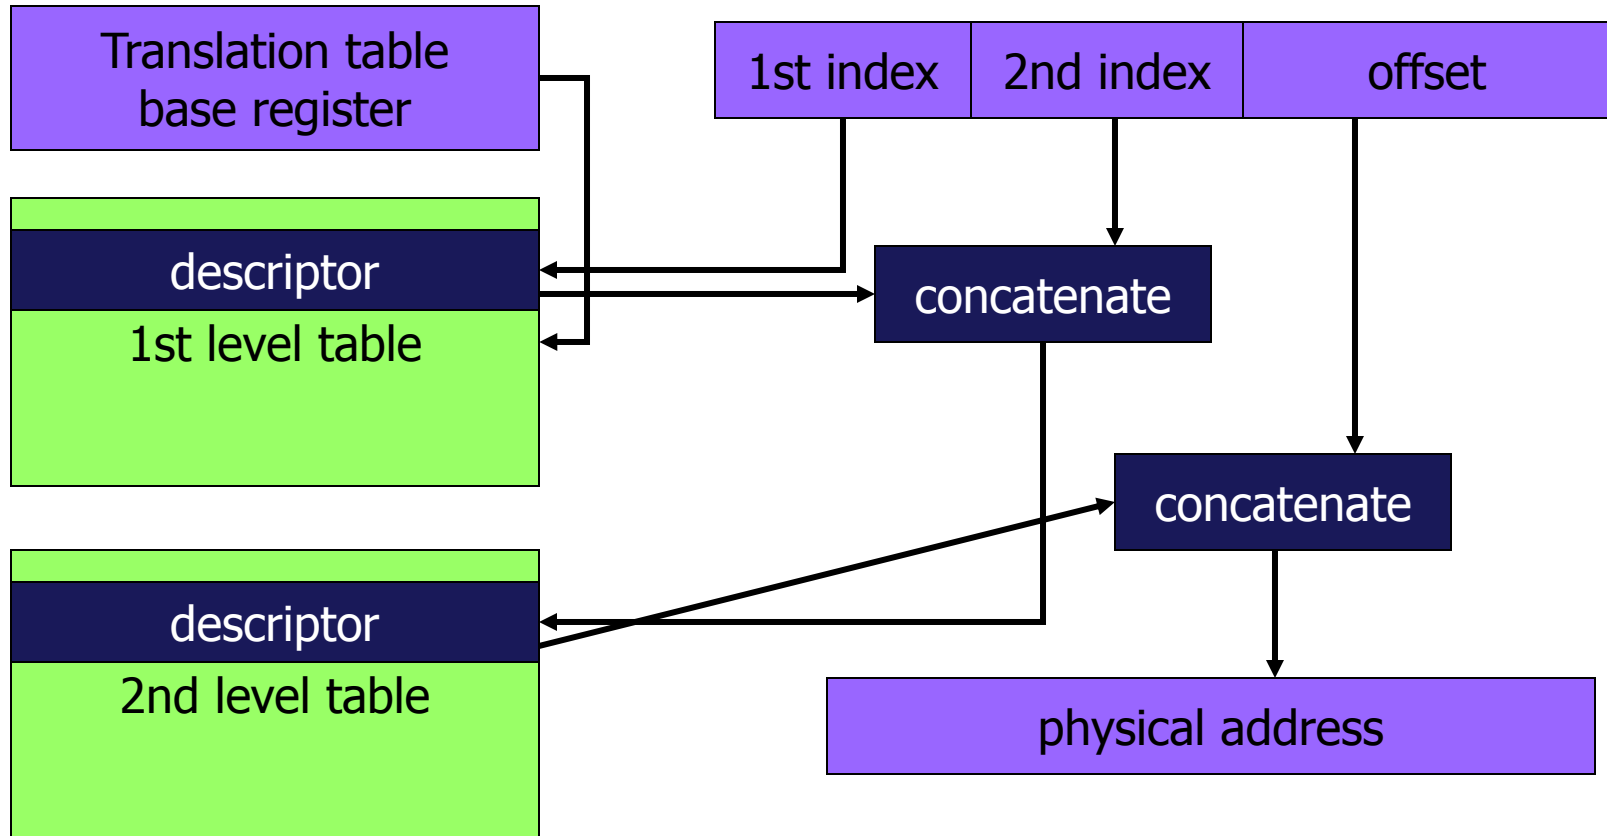 Translation table
base register
1st index
2nd index
offset
descriptor
1st level table
concatenate
concatenate
descriptor
2nd level table
physical address